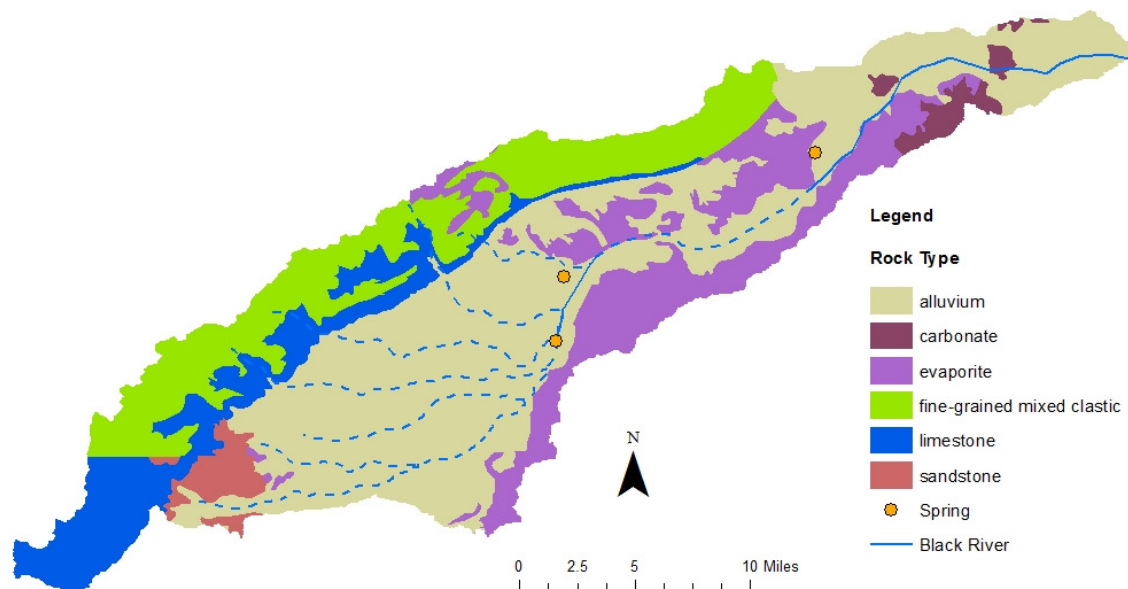 Legend
Rock Type
alluvium
carbonate
evaporite
fine-grained mixed clastic
limestone
sandstone
Spring
Black River
N
0 2.5 5 10 Miles